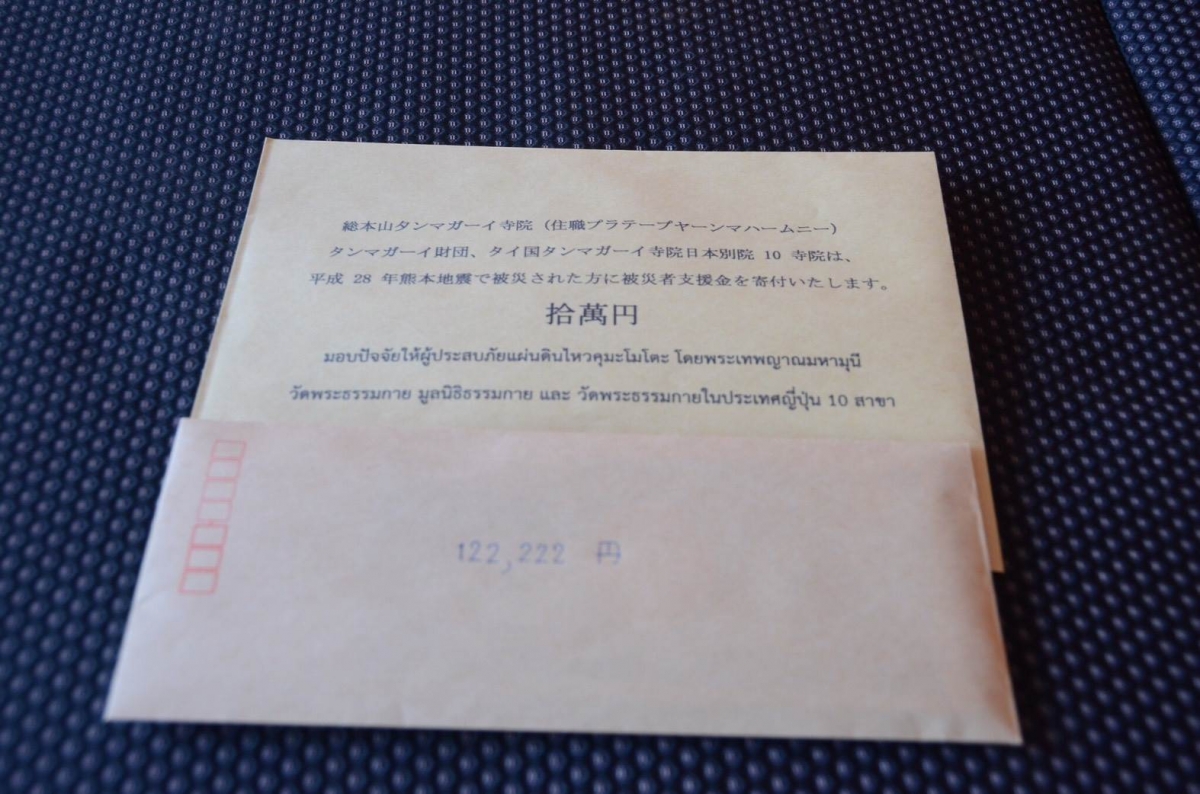 総本山タンマガーイ寺院（住職プラテープヤーンマハームニー）
タンマガーイ財団、タイ国タンマガーイ寺院日本別院 10 寺院は、
平成 28 年熊本地震で被災された方に被災者支援金を寄付いたします。
拾萬円
มอบปัจจัยให้ผู้ประสบภัยแผ่นดินไหวคุมะโมโตะ โดยพระเทพญาณมหามุนี
วัดพระธรรมกาย มูลนิธิธรรมกาย และ วัดพระธรรมกายในประเทศญี่ปุ่น 10 สาขา
122,222 円